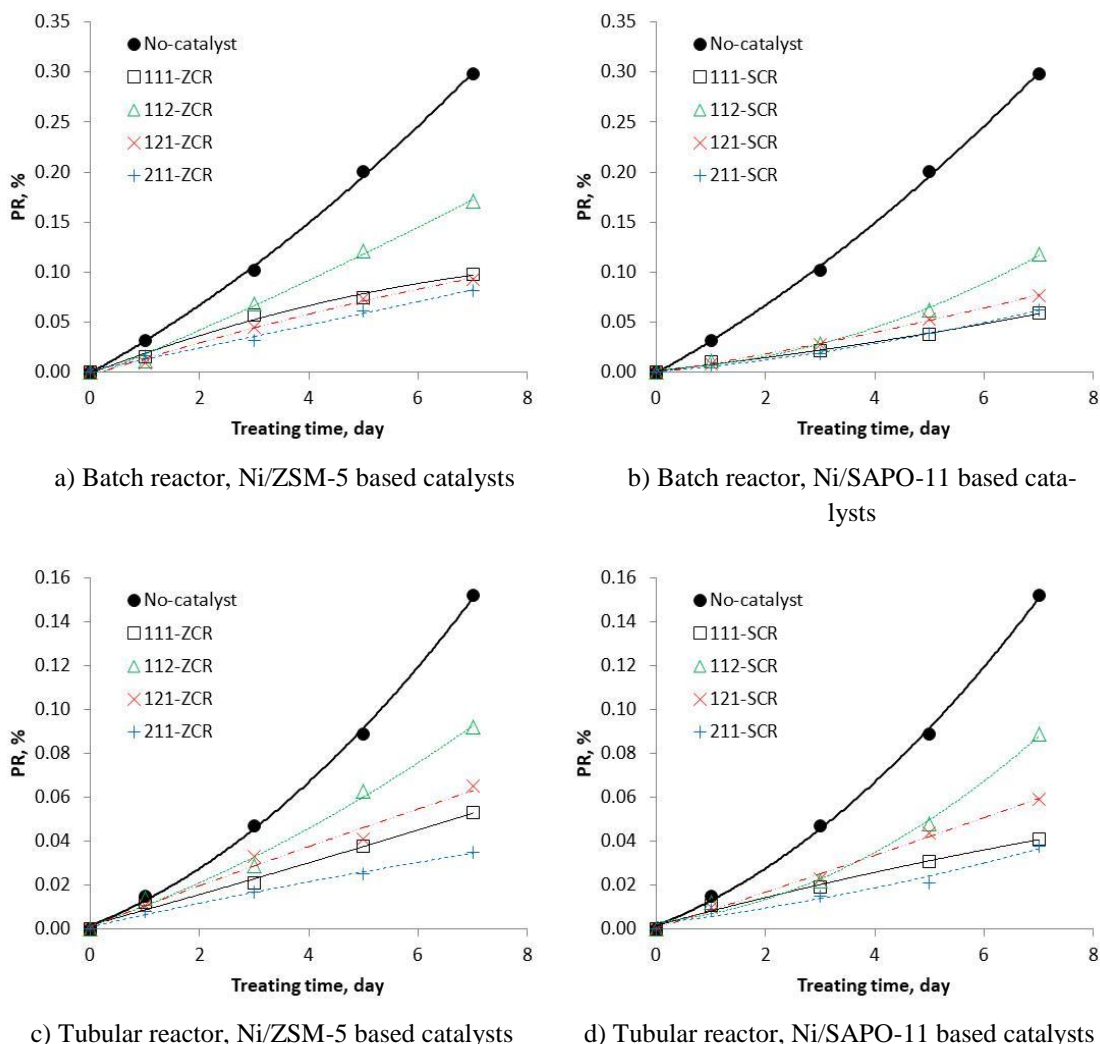 0.35
0.30
0.25
0.20
0.15
0.10
0.05
0.00
PR, %
No-catalyst
111-ZCR
112-ZCR
121-ZCR
211-ZCR
0 2 4 6 8
Treating time, day
a) Batch reactor, Ni/ZSM-5 based catalysts
0.35
0.30
0.25
0.20
0.15
0.10
0.05
0.00
PR, %
No-catalyst
111-SCR
112-SCR
121-SCR
211-SCR
0 2 4 6 8
Treating time, day
b) Batch reactor, Ni/SAPO-11 based cata-
lysts
0.16
0.14
0.12
0.10
0.08
0.06
0.04
0.02
0.00
PR, %
No-catalyst
111-ZCR
112-ZCR
121-ZCR
211-ZCR
0 2 4 6 8
Treating time, day
c) Tubular reactor, Ni/ZSM-5 based catalysts
0.16
0.14
0.12
0.10
0.08
0.06
0.04
0.02
0.00
PR, %
No-catalyst
111-SCR
112-SCR
121-SCR
211-SCR
0 2 4 6 8
Treating time, day
d) Tubular reactor, Ni/SAPO-11 based catalysts